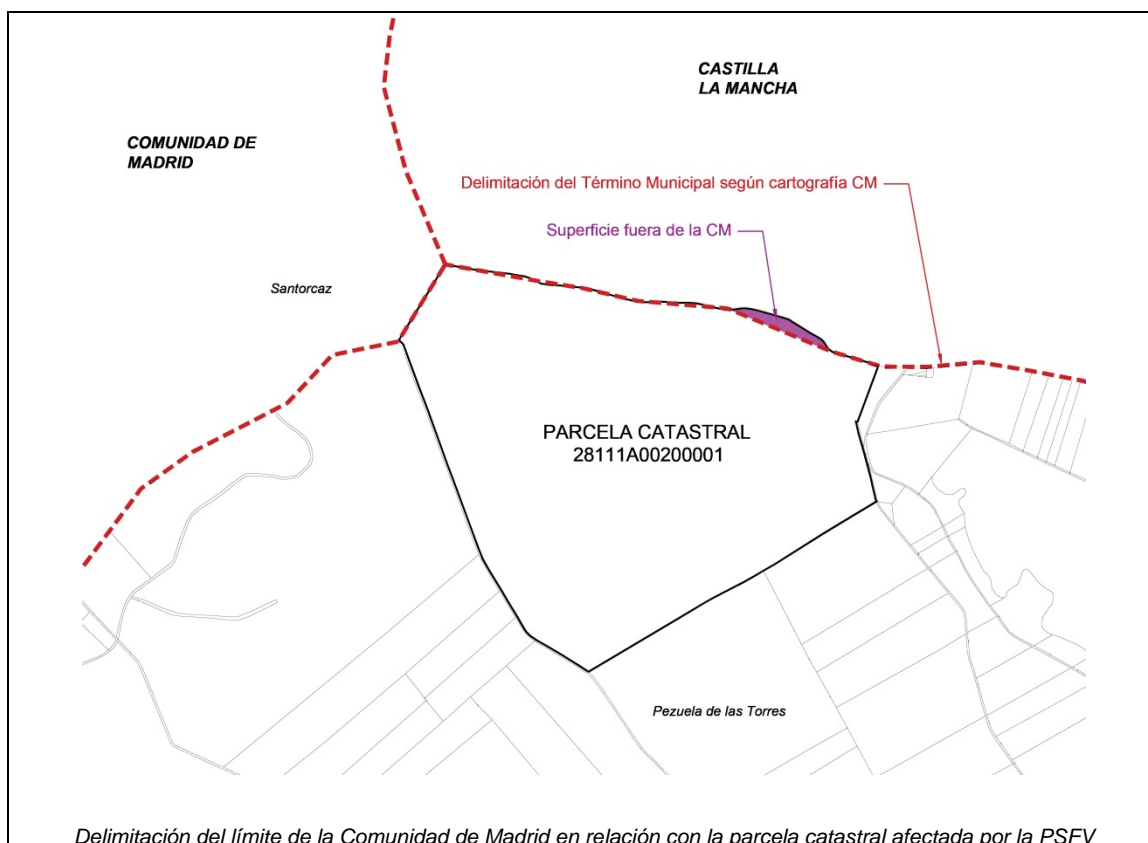 CASTILLA
LA MANCHA
COMUNIDAD DE
MADRID
Delimitación del Término Municipal según cartografía CM
Superficie fuera de la CM
Santorcaz
PARCELA CATASTRAL
28111A00200001
Pezuela de las Torres
Delimitación del límite de la Comunidad de Madrid en relación con la parcela catastral afectada por la PSFV